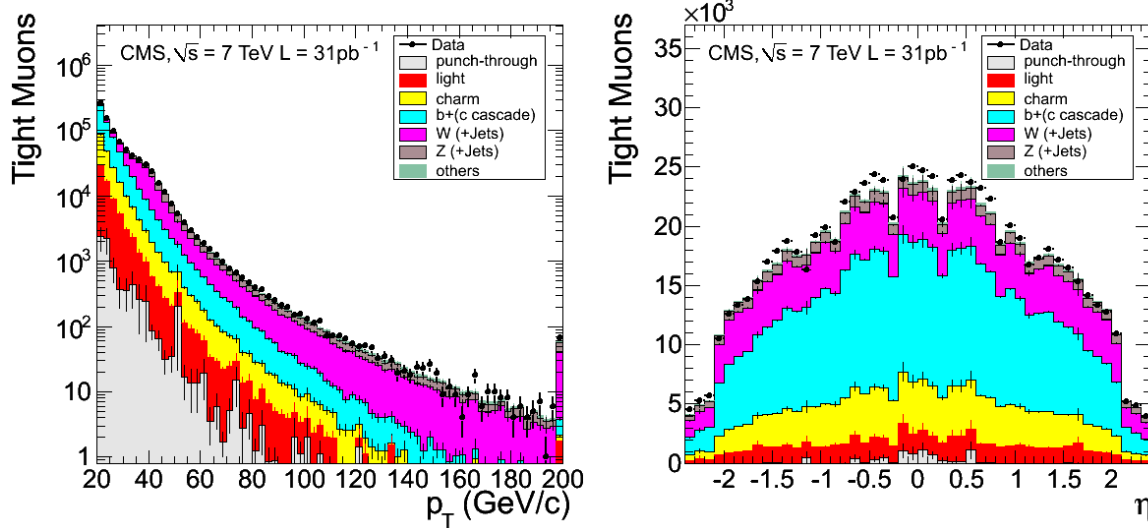 CMS, √s = 7 TeV L = 31pb⁻¹
Data
punch-through
light
charm
b+(c cascade)
W (+Jets)
Z (+Jets)
others
Tight Muons
10⁶
10⁵
10⁴
10³
10²
10
1
20 40 60 80 100 120 140 160 180 200
p_T (GeV/c)
×10³
CMS, √s = 7 TeV L = 31pb⁻¹
Data
punch-through
light
charm
b+(c cascade)
W (+Jets)
Z (+Jets)
others
Tight Muons
35
30
25
20
15
10
5
0
-2 -1.5 -1 -0.5 0 0.5 1 1.5 2
η